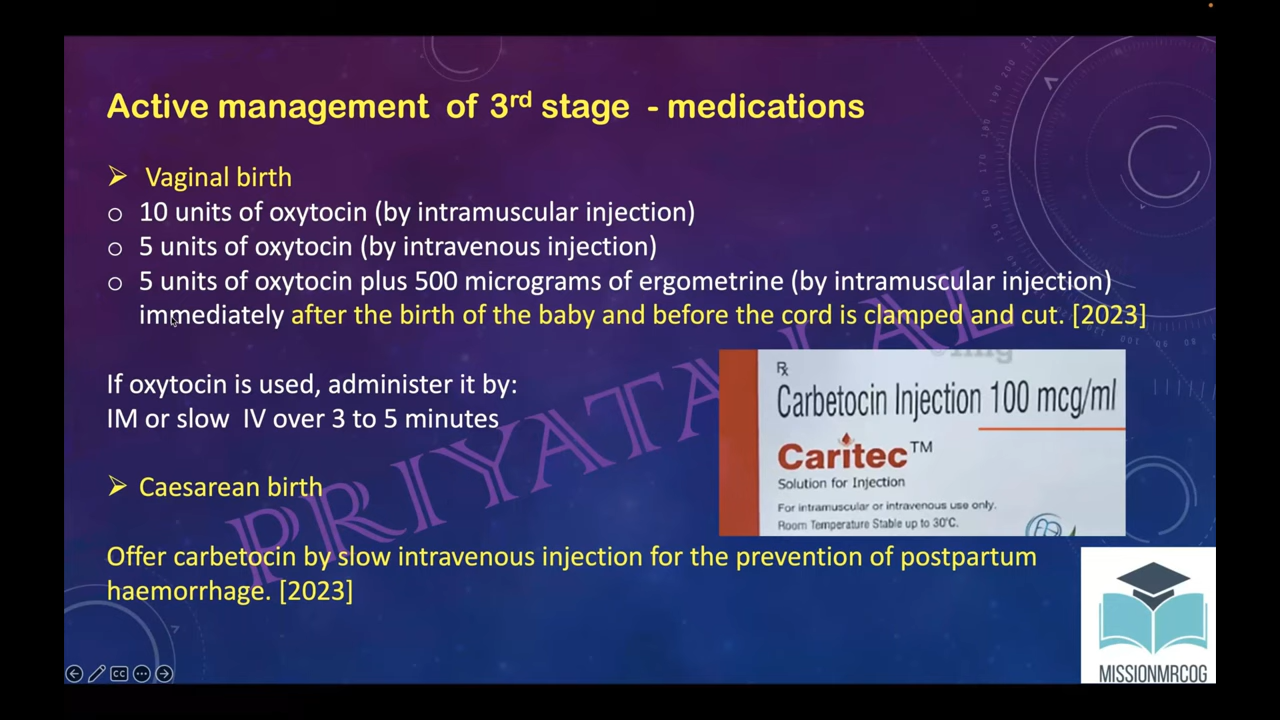 Active management of 3rd stage - medications
➢ Vaginal birth
o 10 units of oxytocin (by intramuscular injection)
o 5 units of oxytocin (by intravenous injection)
o 5 units of oxytocin plus 500 micrograms of ergometrine (by intramuscular injection)
immediately after the birth of the baby and before the cord is clamped and cut. [2023]
If oxytocin is used, administer it by:
IM or slow IV over 3 to 5 minutes
➢ Caesarean birth
Offer carbetocin by slow intravenous injection for the prevention of postpartum
haemorrhage. [2023]
Rx
Carbetocin Injection 100 mcg/ml
Caritec™
Solution for Injection
For intramuscular or intravenous use only.
Room Temperature Stable up to 30°C.
PRIYATA LAL
MISSIONMRCOG
CC